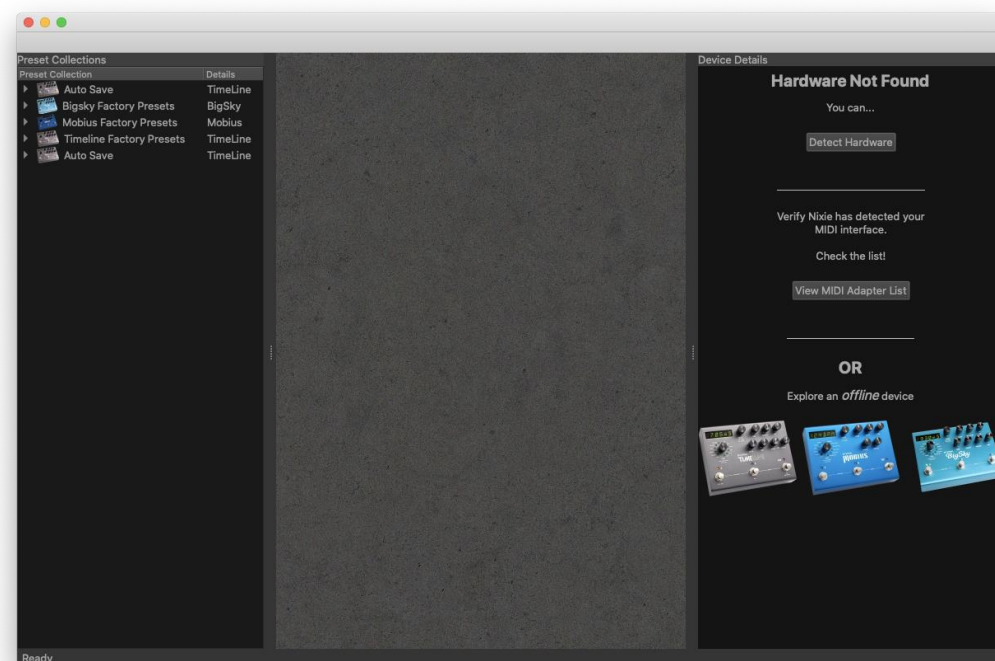 Preset Collections
Preset Collection Details
Auto Save TimeLine
Bigsky Factory Presets BigSky
Mobius Factory Presets Mobius
Timeline Factory Presets TimeLine
Auto Save TimeLine
Device Details
Hardware Not Found
You can...
Detect Hardware
Verify Nixie has detected your
MIDI interface.
Check the list!
View MIDI Adapter List
OR
Explore an offline device
MOBIUS
BigSky
Ready